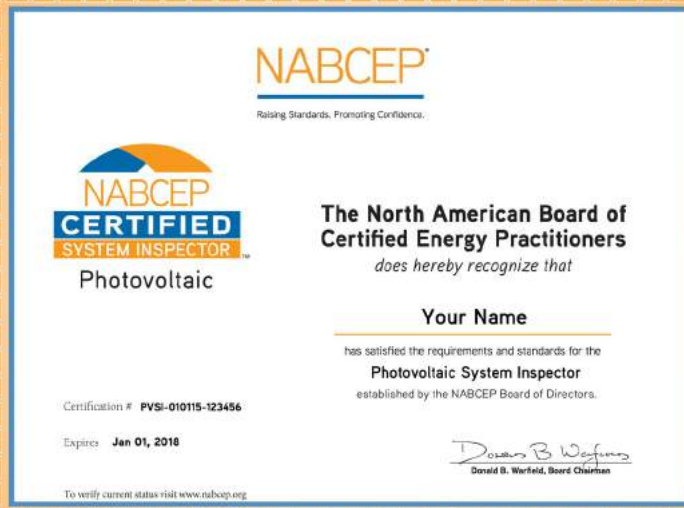 NABCEP
Raising Standards. Promoting Confidence.
NABCEP
CERTIFIED
SYSTEM INSPECTOR ™
Photovoltaic
The North American Board of
Certified Energy Practitioners
does hereby recognize that
Your Name
has satisfied the requirements and standards for the
Photovoltaic System Inspector
established by the NABCEP Board of Directors.
Certification # PVSI-010115-123456
Expires Jan 01, 2018
Donald B. Warfield, Board Chairman
To verify current status visit www.nabcep.org